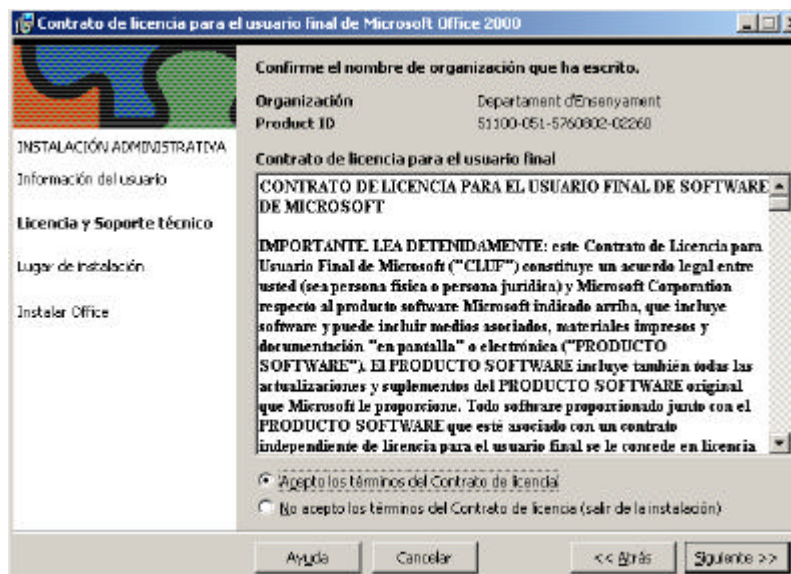 Contrato de licencia para el usuario final de Microsoft Office 2000
Confirme el nombre de organización que ha escrito.
Organización Departament d'Ensenyament
Product ID 51100-051-5760802-02260
INSTALACIÓN ADMINISTRATIVA
Información del usuario
Licencia y Soporte técnico
Lugar de instalación
Instalar Office
Contrato de licencia para el usuario final
CONTRATO DE LICENCIA PARA EL USUARIO FINAL DE SOFTWARE
DE MICROSOFT
IMPORTANTE. LEA DETENIDAMENTE: este Contrato de Licencia para
Usuario Final de Microsoft ("CLUF") constituye un acuerdo legal entre
usted (sea persona física o persona jurídica) y Microsoft Corporation
respecto al producto software Microsoft indicado arriba, que incluye
software y puede incluir medios asociados, materiales impresos y
documentación "en pantalla" o electrónica ("PRODUCTO
SOFTWARE"). El PRODUCTO SOFTWARE incluye también todas las
actualizaciones y suplementos del PRODUCTO SOFTWARE original
que Microsoft le proporcione. Todo software proporcionado junto con el
PRODUCTO SOFTWARE que esté asociado con un contrato
independiente de licencia para el usuario final se le concede en licencia
Acepto los términos del Contrato de licencia
No acepto los términos del Contrato de licencia (salir de la instalación)
Ayuda Cancelar << Atrás Siguiente >>